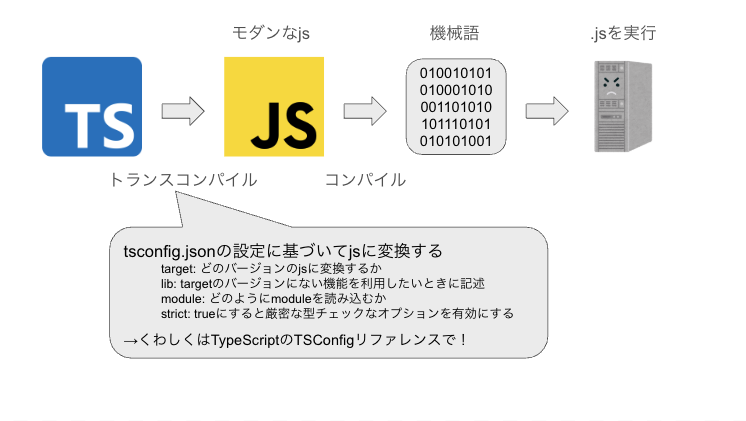 モダンなjs
機械語
.jsを実行
TS
JS
010010101
010001010
001101010
101110101
010101001
トランスコンパイル
コンパイル
tsconfig.jsonの設定に基づいてjsに変換する
target: どのバージョンのjsに変換するか
lib: targetのバージョンにない機能を利用したいときに記述
module: どのようにmoduleを読み込むか
strict: trueにすると厳密な型チェックなオプションを有効にする
→くわしくはTypeScriptのTSConfigリファレンスで！